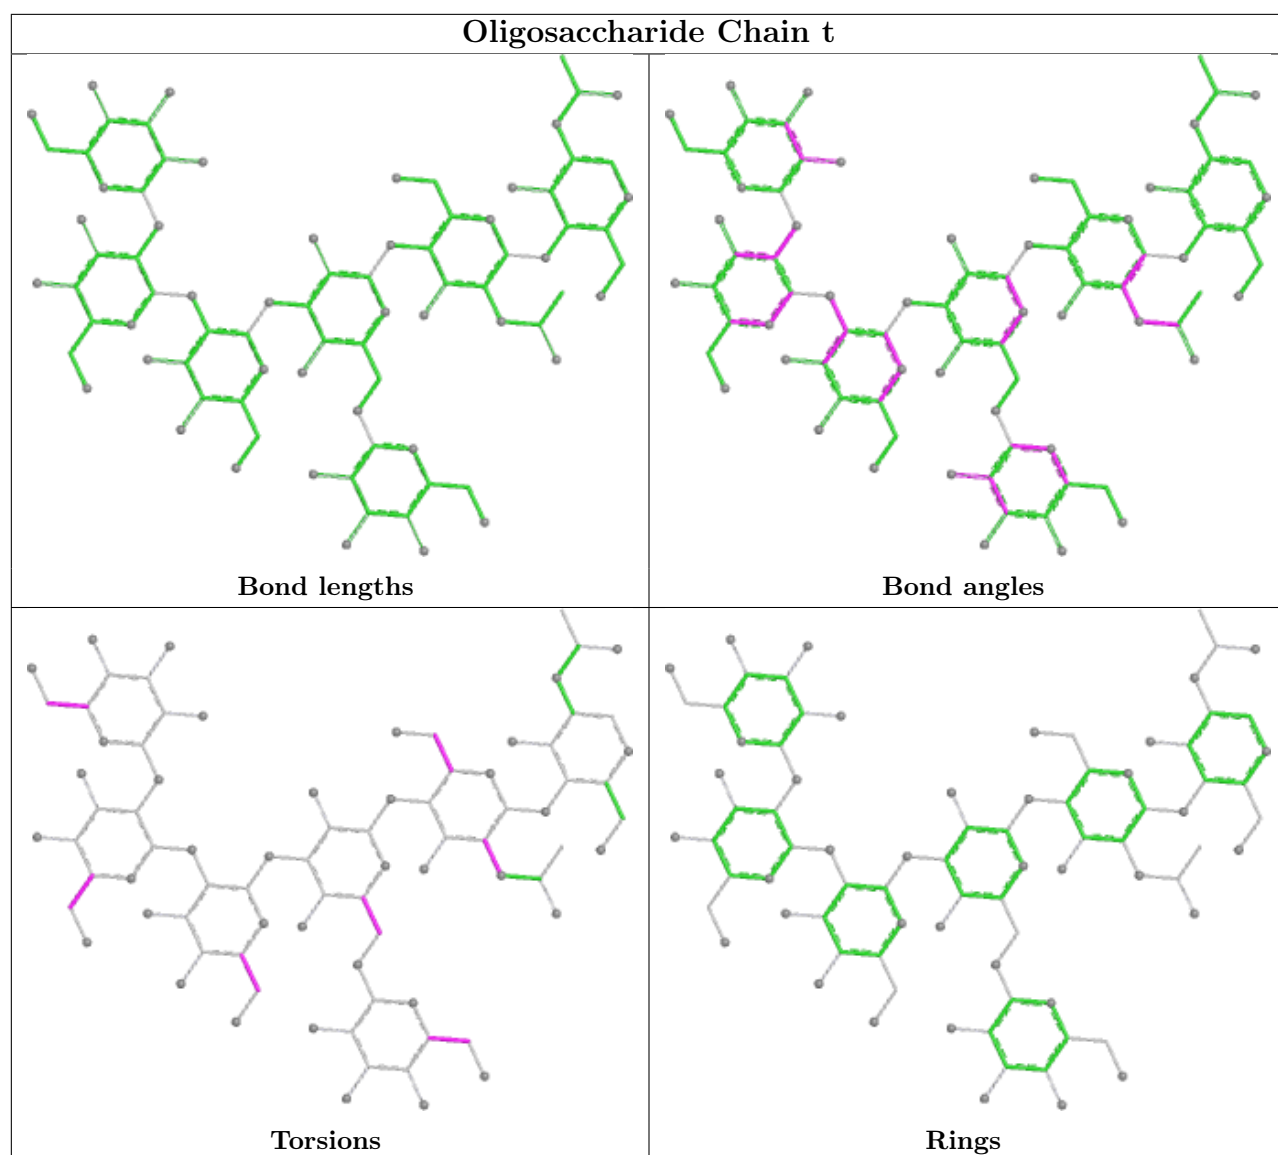 Oligosaccharide Chain t
Bond lengths
Bond angles
Torsions
Rings